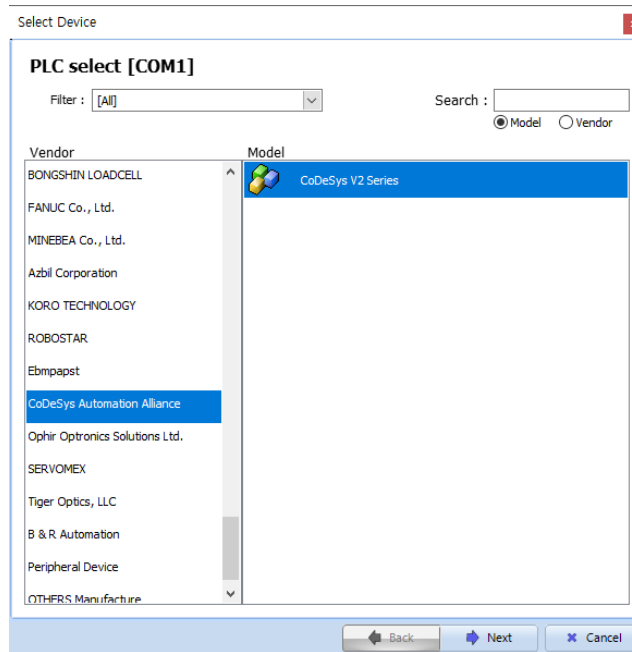 Select Device
PLC select [COM1]
Filter : [All] Search :
Model Vendor
Vendor Model
BONGSHIN LOADCELL
CoDeSys V2 Series
FANUC Co., Ltd.
MINEBEA Co., Ltd.
Azbil Corporation
KORO TECHNOLOGY
ROBOSTAR
Ebmpapst
CoDeSys Automation Alliance
Ophir Optronics Solutions Ltd.
SERVOMEX
Tiger Optics, LLC
B & R Automation
Peripheral Device
OTHERS Manufacture
Back Next Cancel